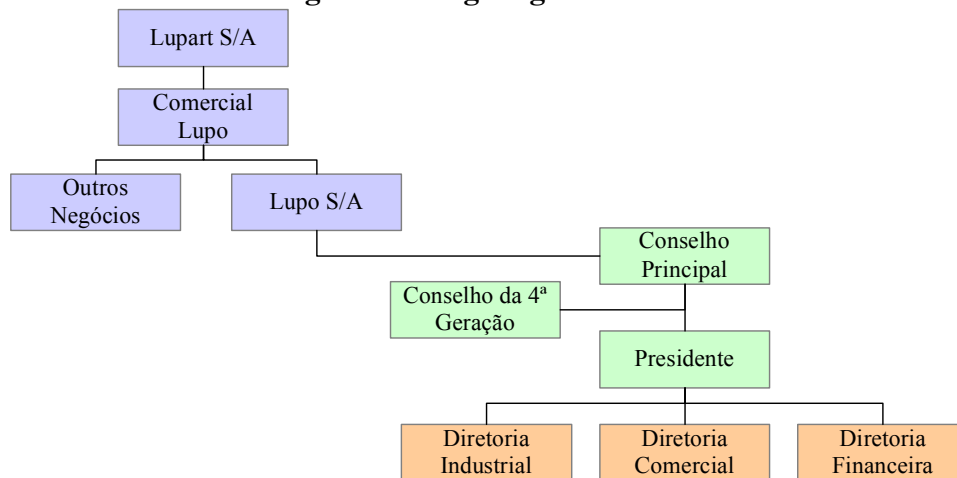 Lupart S/A
Comercial
Lupo
Outros
Negócios
Lupo S/A
Conselho
Principal
Conselho da 4ª
Geração
Presidente
Diretoria
Industrial
Diretoria
Comercial
Diretoria
Financeira